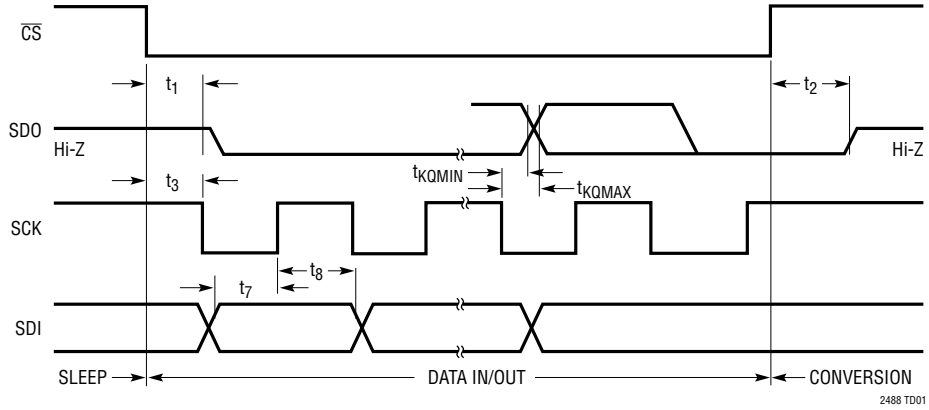 CS
t1
t2
SDO
Hi-Z
Hi-Z
tKQMIN
t3
tKQMAX
SCK
t8
t7
SDI
SLEEP
DATA IN/OUT
CONVERSION
2488 TD01